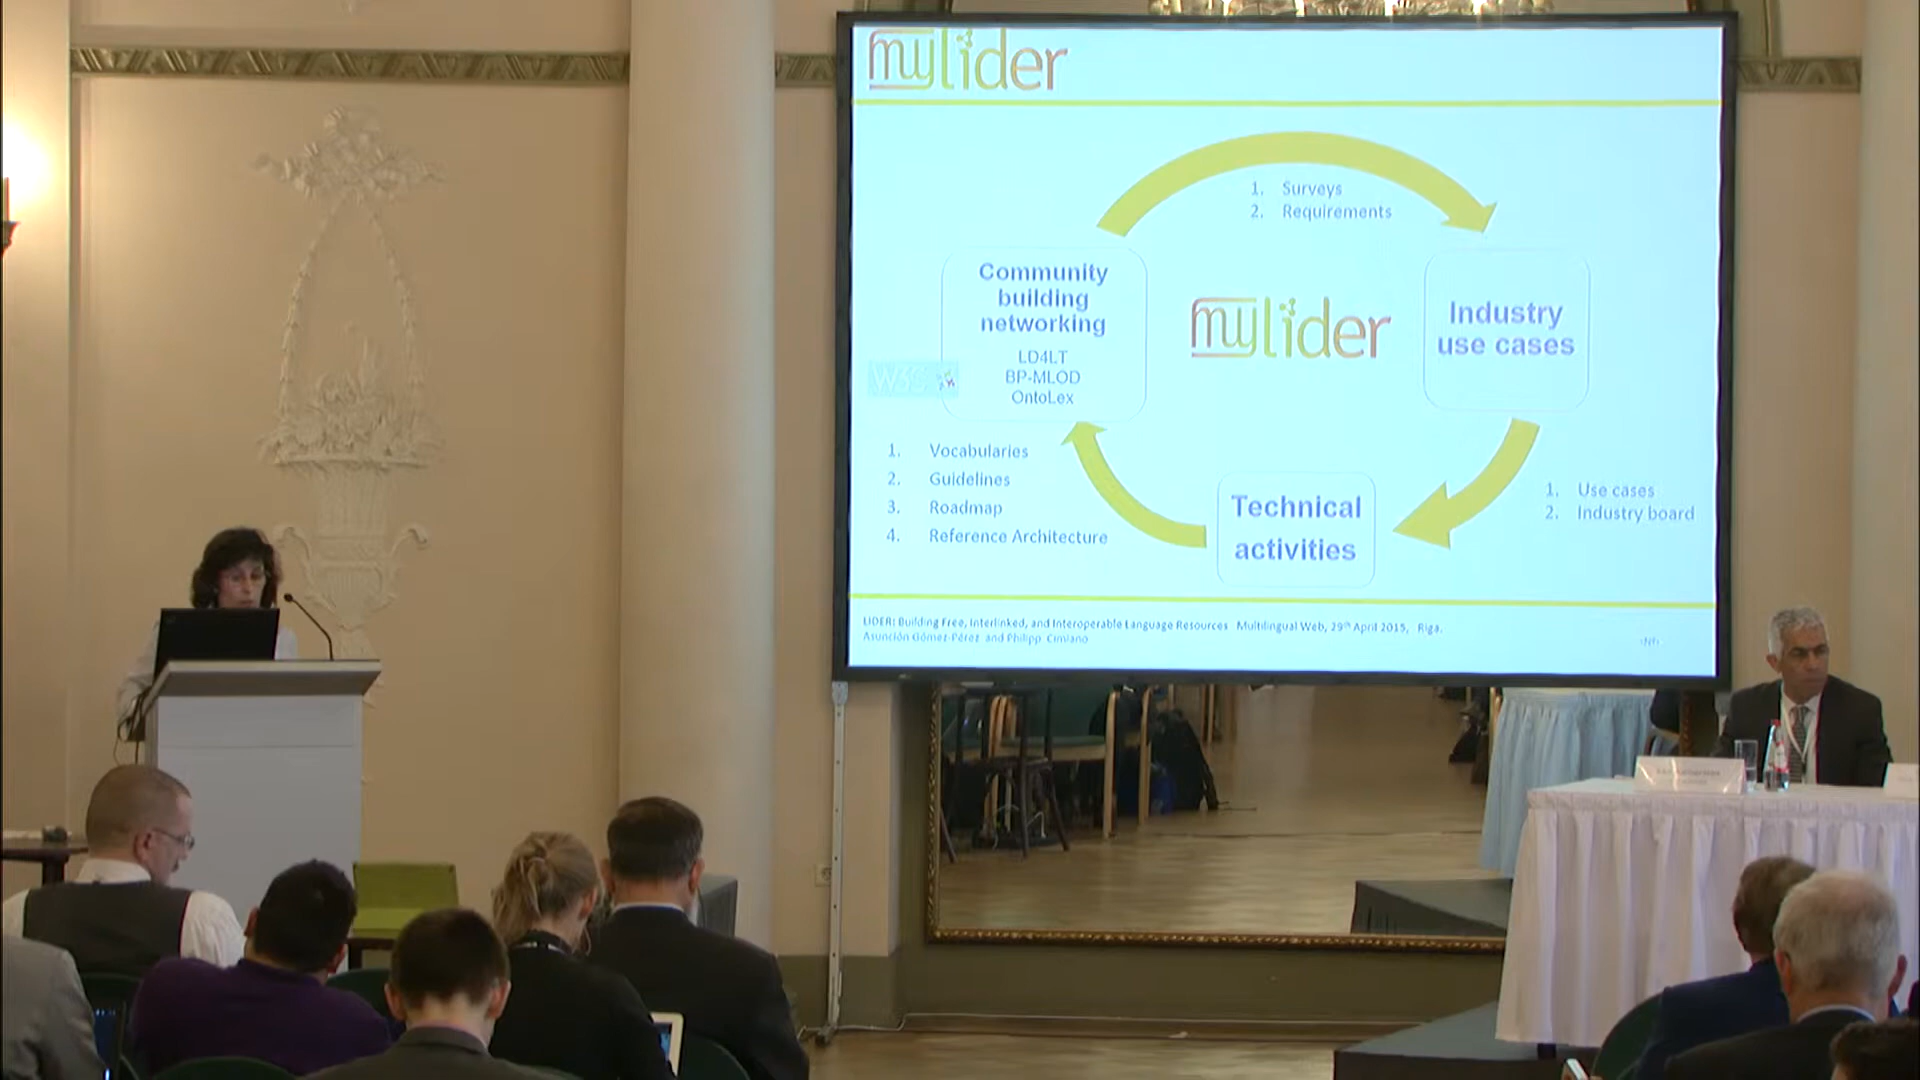 mylider
1. Surveys
2. Requirements
Community
building
networking
LD4LT
BP-MLOD
OntoLex
W3C
mylider
Industry
use cases
1. Vocabularies
2. Guidelines
3. Roadmap
4. Reference Architecture
Technical
activities
1. Use cases
2. Industry board
LIDER: Building Free, Interlinked, and Interoperable Language Resources Multilingual Web, 29th April 2015, Riga.
Asunción Gómez-Pérez and Philipp Cimiano